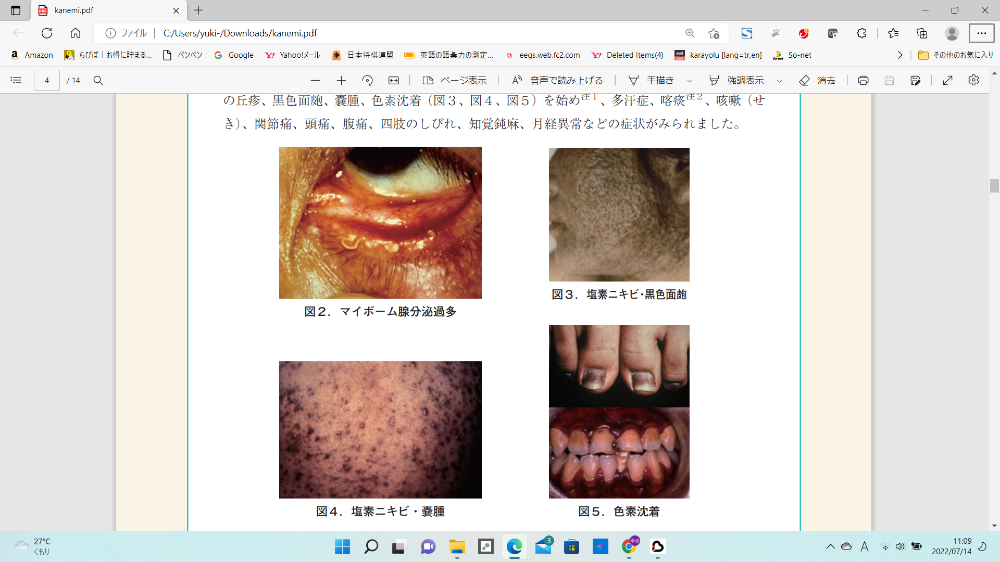 kanemi.pdf
ファイル
C:/Users/yuki-/Downloads/kanemi.pdf
Amazon
らびぽ｜お得に貯まる...
ペンペン
Google
Yahoo!メール
日本将棋連盟
英語の語彙力の測定...
eegs.web.fc2.com
Deleted Items(4)
karayolu [lang=tr,en]
So-net
その他のお気に入り
4 / 14
ページ表示
音声で読み上げる
手描き
強調表示
消去
の丘疹、黒色面皰、嚢腫、色素沈着（図３、図４、図５）を始め注１、多汗症、喀痰注２、咳嗽（せ
き）、関節痛、頭痛、腹痛、四肢のしびれ、知覚鈍麻、月経異常などの症状がみられました。
図２．マイボーム腺分泌過多
図３．塩素ニキビ･黒色面皰
図４．塩素ニキビ・嚢腫
図５．色素沈着
27°C
くもり
3
幸治
A
11:09
2022/07/14